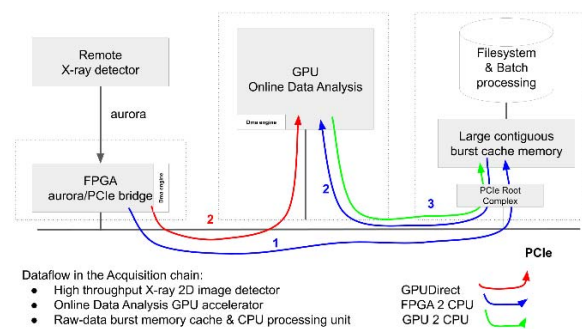 Remote
X-ray detector
aurora
FPGA
aurora/PCIe bridge
Dma engine
GPU
Online Data Analysis
Dma engine
Filesystem
& Batch
processing
Large contiguous
burst cache memory
PCIe Root
Complex
2
2
3
1
PCIe
Dataflow in the Acquisition chain:
● High throughput X-ray 2D image detector
● Online Data Analysis GPU accelerator
● Raw-data burst memory cache & CPU processing unit
GPUDirect
FPGA 2 CPU
GPU 2 CPU